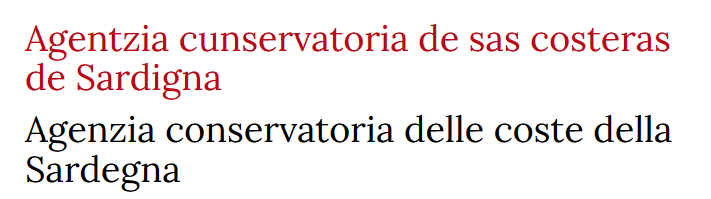 Agentzia cunservatoria de sas costeras
de Sardigna
Agenzia conservatoria delle coste della
Sardegna